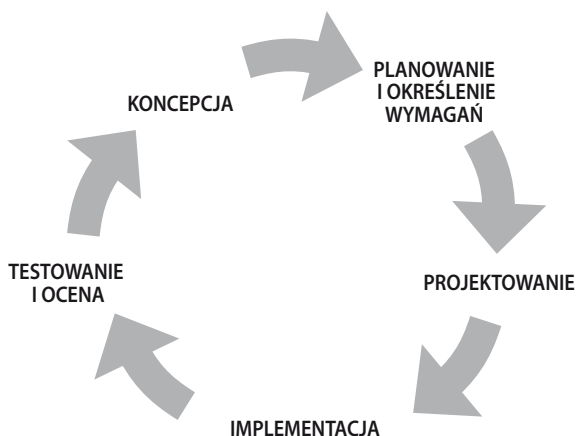 KONCEPCJA
PLANOWANIE
I OKREŚLENIE
WYMAGAŃ
PROJEKTOWANIE
IMPLEMENTACJA
TESTOWANIE
I OCENA